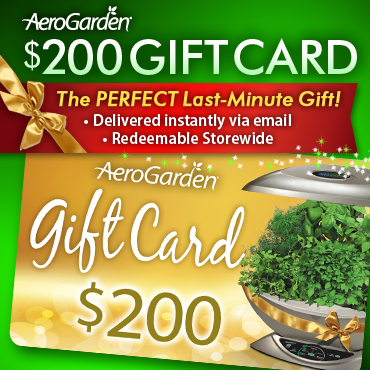 AeroGarden
$200 GIFT CARD
The PERFECT Last-Minute Gift!
• Delivered instantly via email
• Redeemable Storewide
AeroGarden
Gift Card
$200